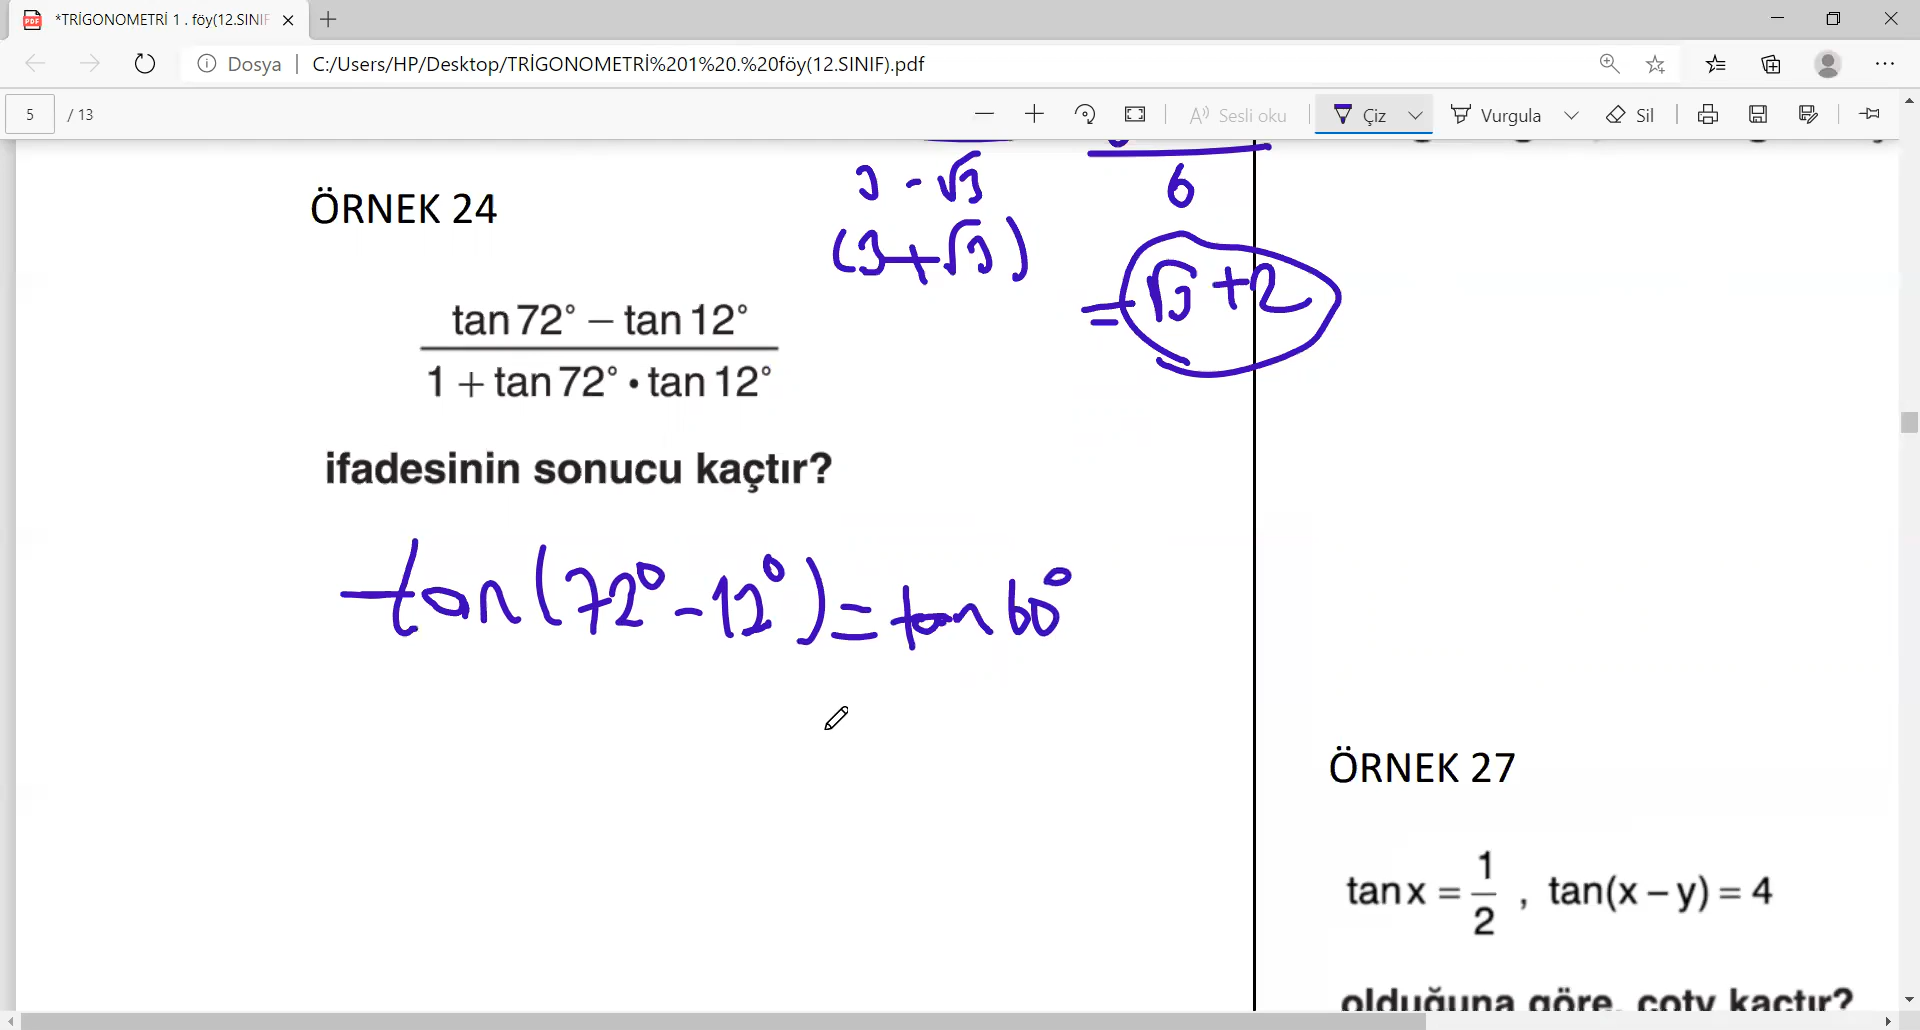 *TRİGONOMETRİ 1 . föy(12.SINIF
Dosya | C:/Users/HP/Desktop/TRİGONOMETRİ%201%20.%20föy(12.SINIF).pdf
5 / 13
Sesli oku
Çiz
Vurgula
Sil
3 - √3
(3+√3)
6
= √3 + 2
ÖRNEK 24
tan 72° – tan 12°
1 + tan 72° • tan 12°
ifadesinin sonucu kaçtır?
tan(72° - 12°) = tan 60°
ÖRNEK 27
tan x = 1/2 , tan(x – y) = 4
olduğuna göre, coty kaçtır?